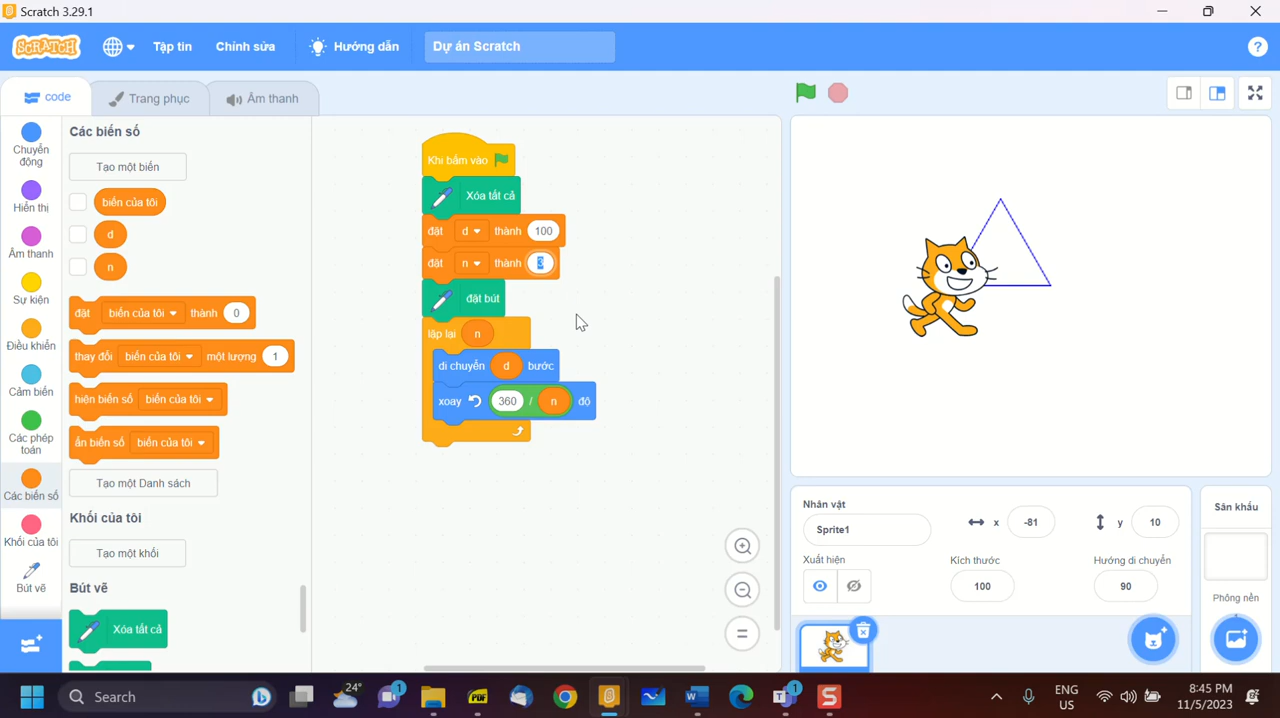 Scratch 3.29.1
SCRATCH
Tập tin
Chỉnh sửa
Hướng dẫn
Dự án Scratch
?
code
Trang phục
Âm thanh
Chuyển động
Hiển thị
Âm thanh
Sự kiện
Điều khiển
Cảm biến
Các phép toán
Các biến số
Khối của tôi
Bút vẽ
Các biến số
Tạo một biến
biến của tôi
d
n
đặt biến của tôi thành 0
thay đổi biến của tôi một lượng 1
hiện biến số biến của tôi
ẩn biến số biến của tôi
Tạo một Danh sách
Khối của tôi
Tạo một khối
Bút vẽ
Xóa tất cả
Khi bấm vào
Xóa tất cả
đặt d thành 100
đặt n thành 3
đặt bút
lặp lại n
di chuyển d bước
xoay 360 / n độ
Nhân vật
Sprite1
x -81
y 10
Xuất hiện
Kích thước
100
Hướng di chuyển
90
Sân khấu
Phông nền
Search
24°
1
PDF
1
ENG
US
8:45 PM
11/5/2023